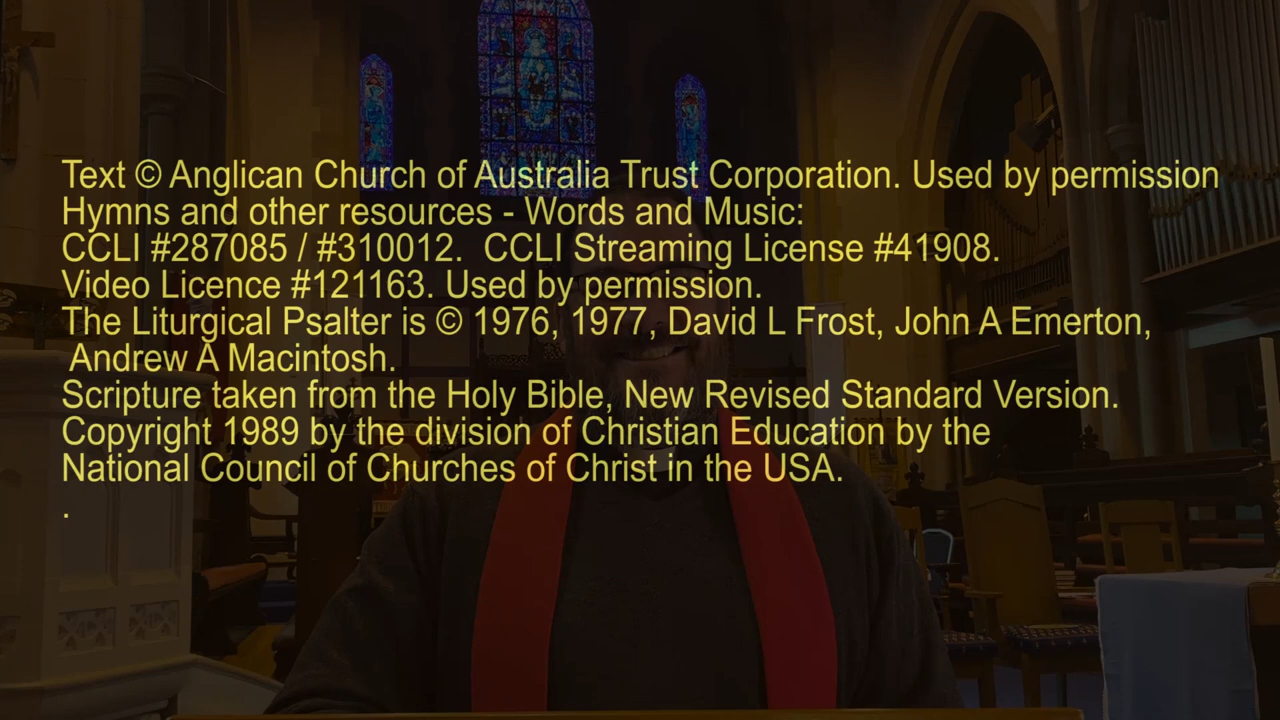 Text © Anglican Church of Australia Trust Corporation. Used by permission
Hymns and other resources - Words and Music:
CCLI #287085 / #310012.  CCLI Streaming License #41908.
Video Licence #121163. Used by permission.
The Liturgical Psalter is © 1976, 1977, David L Frost, John A Emerton,
Andrew A Macintosh.
Scripture taken from the Holy Bible, New Revised Standard Version.
Copyright 1989 by the division of Christian Education by the
National Council of Churches of Christ in the USA.
.